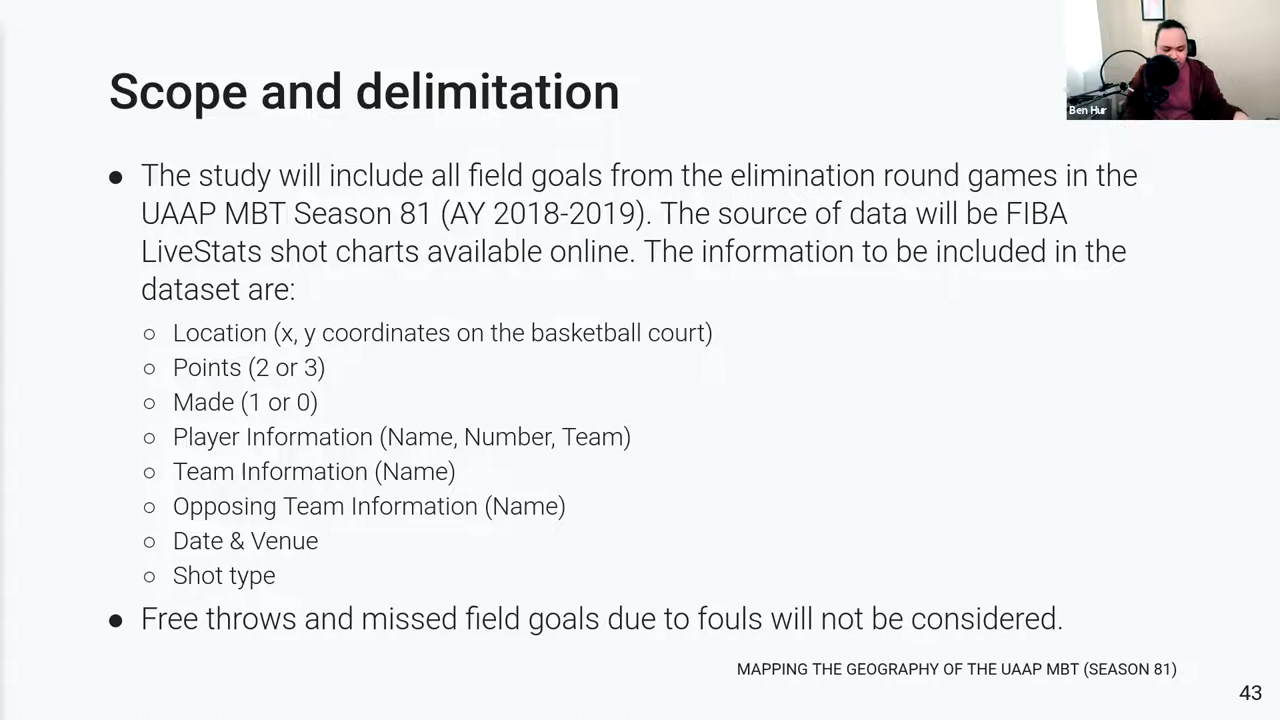 Scope and delimitation
Ben Hur
● The study will include all field goals from the elimination round games in the
UAAP MBT Season 81 (AY 2018-2019). The source of data will be FIBA
LiveStats shot charts available online. The information to be included in the
dataset are:
○ Location (x, y coordinates on the basketball court)
○ Points (2 or 3)
○ Made (1 or 0)
○ Player Information (Name, Number, Team)
○ Team Information (Name)
○ Opposing Team Information (Name)
○ Date & Venue
○ Shot type
● Free throws and missed field goals due to fouls will not be considered.
MAPPING THE GEOGRAPHY OF THE UAAP MBT (SEASON 81)
43